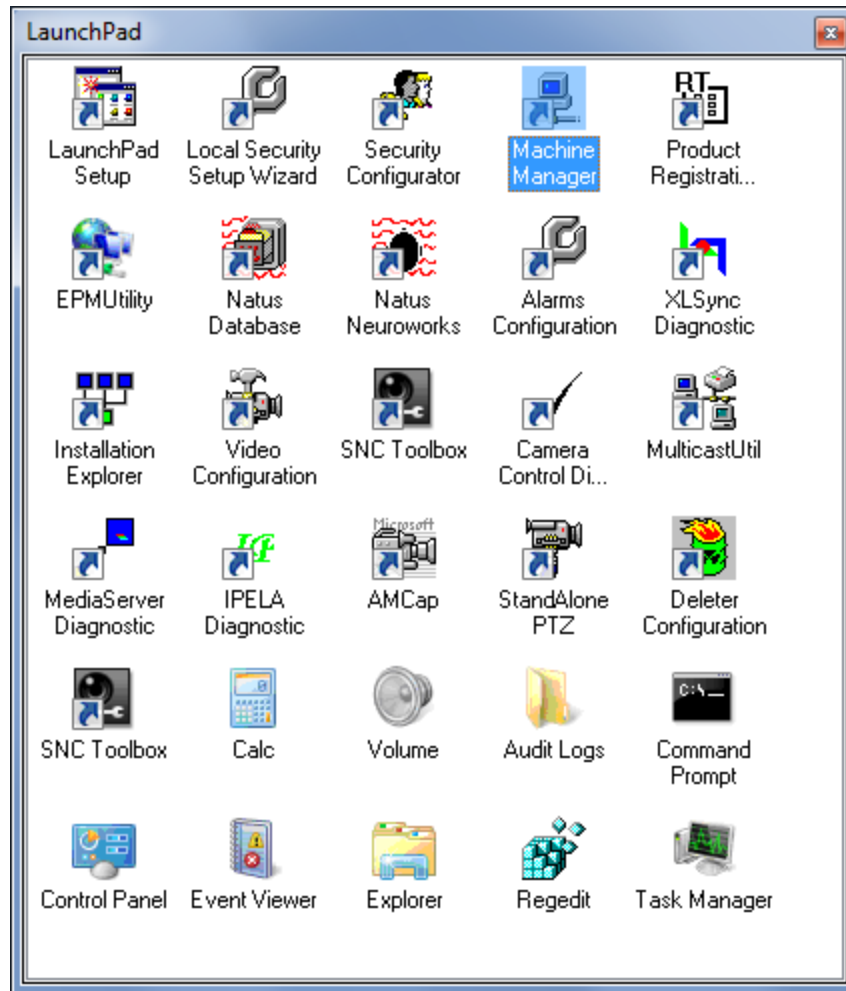 LaunchPad
RT
LaunchPad Local Security Security Machine Product
Setup Setup Wizard Configurator Manager Registrati...
EPMUtility Natus Natus Alarms XLSync
Database Neuroworks Configuration Diagnostic
Installation Video SNC Toolbox Camera MulticastUtil
Explorer Configuration Control Di...
Microsoft
IP
MediaServer IPELA AMCap StandAlone Deleter
Diagnostic Diagnostic PTZ Configuration
C:\
SNC Toolbox Calc Volume Audit Logs Command
Prompt
Control Panel Event Viewer Explorer Regedit Task Manager